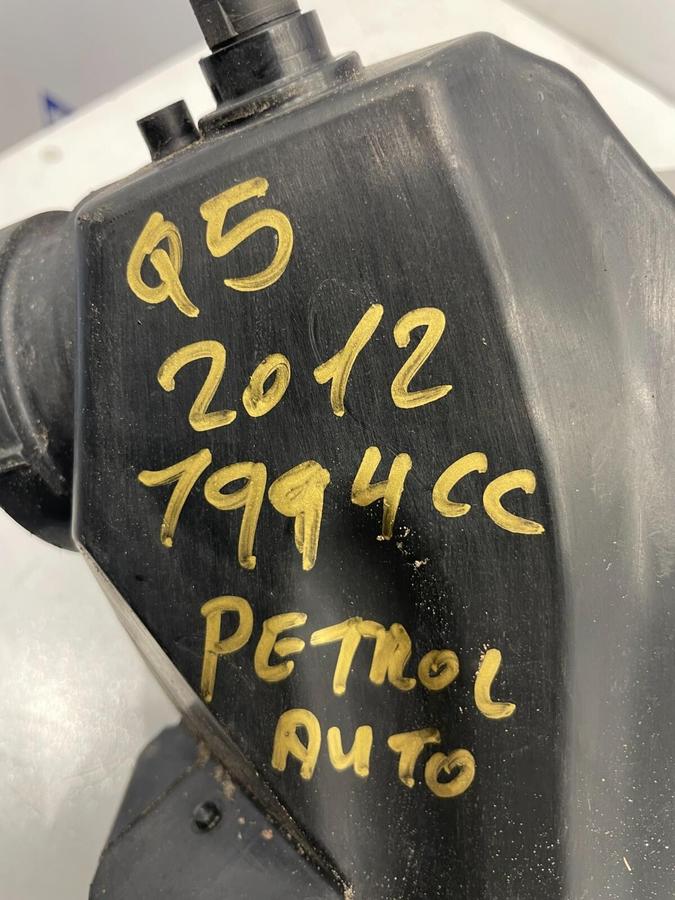 Q5
2012
1994CC
PETROL
AUTO